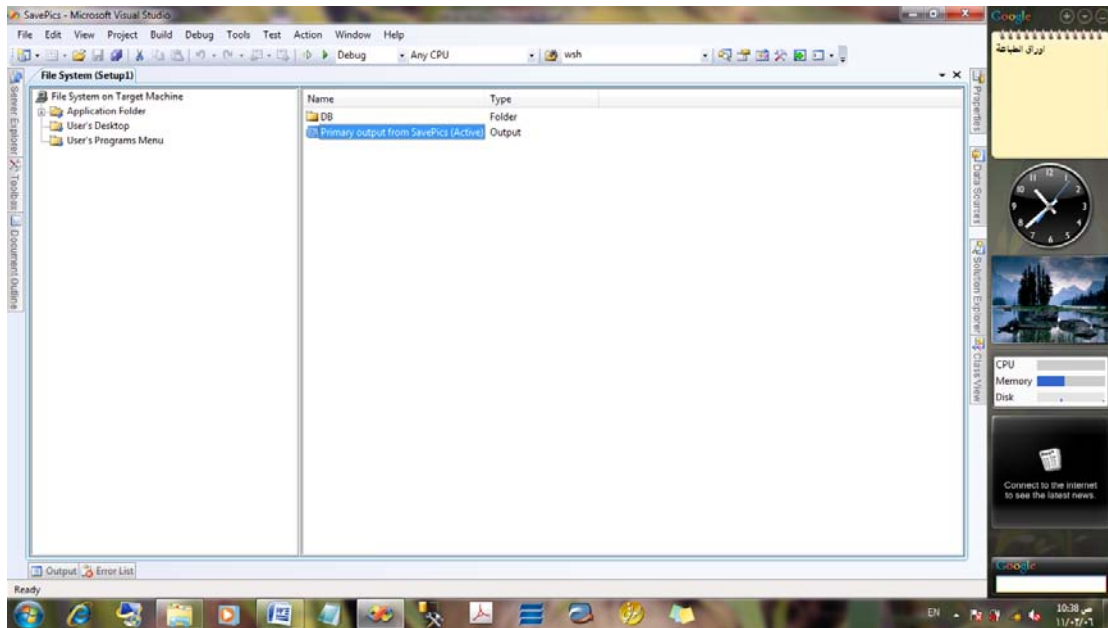 SavePics - Microsoft Visual Studio
File Edit View Project Build Debug Tools Test Action Window Help
Debug Any CPU wsh
File System (Setup1)
File System on Target Machine
Application Folder
User's Desktop
User's Programs Menu
Name Type
DB Folder
Primary output from SavePics (Active) Output
Server Explorer
Toolbox
Document Outline
Properties
Data Sources
Solution Explorer
Class View
Output Error List
Ready
Google
اوراق الطباعة
CPU
Memory
Disk
Connect to the internet
to see the latest news.
Google
EN
10:38 ص
١١/٠٢/٠٦